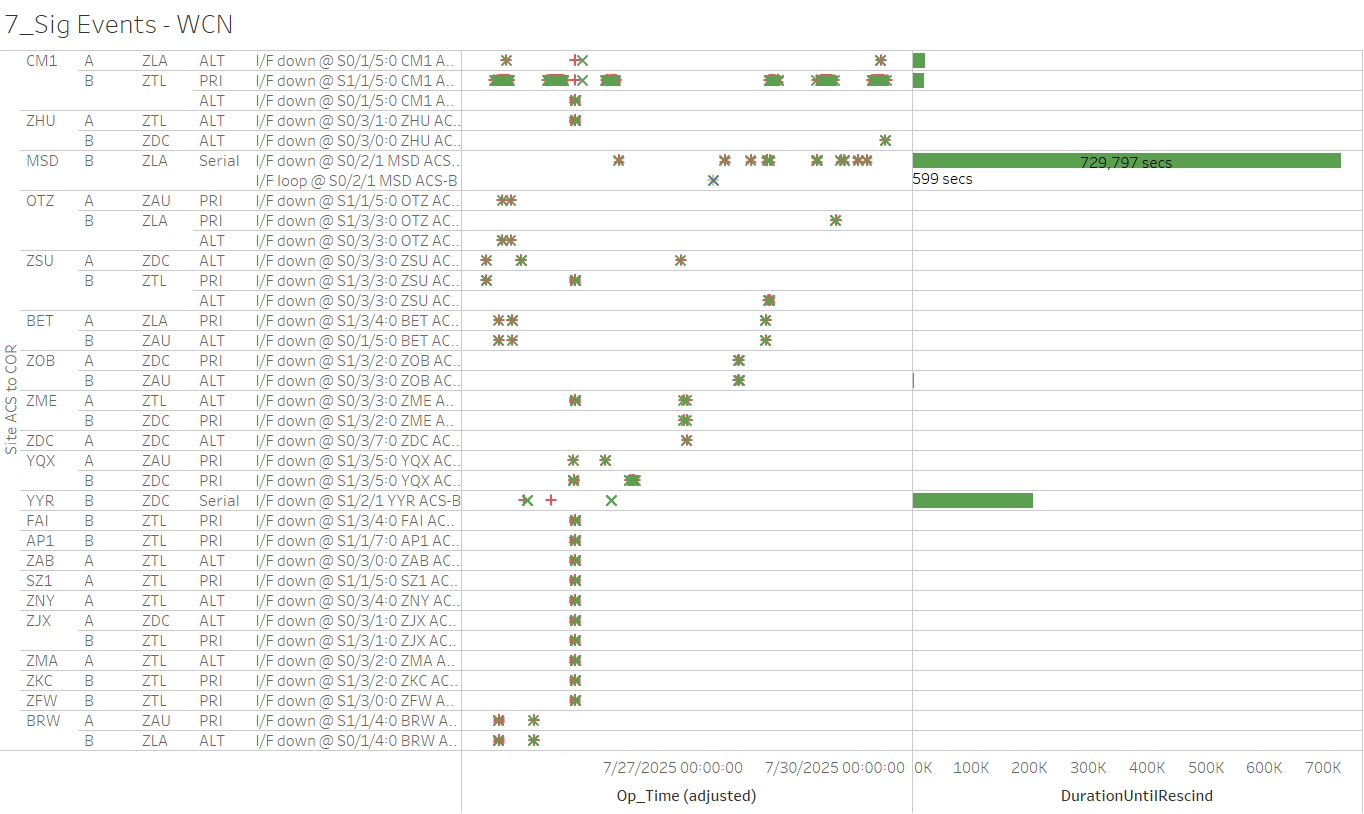 7_Sig Events - WCN
Site ACS to COR
CM1 A ZLA ALT I/F down @ S0/1/5:0 CM1 A..
B ZTL PRI I/F down @ S1/1/5:0 CM1 A..
ALT I/F down @ S0/1/5:0 CM1 A..
ZHU A ZTL ALT I/F down @ S0/3/1:0 ZHU AC..
B ZDC ALT I/F down @ S0/3/0:0 ZHU AC..
MSD B ZLA Serial I/F down @ S0/2/1 MSD ACS.. 729,797 secs
I/F loop @ S0/2/1 MSD ACS-B 599 secs
OTZ A ZAU PRI I/F down @ S1/1/5:0 OTZ AC..
B ZLA PRI I/F down @ S1/3/3:0 OTZ AC..
ALT I/F down @ S0/3/3:0 OTZ AC..
ZSU A ZDC ALT I/F down @ S0/3/3:0 ZSU AC..
B ZTL PRI I/F down @ S1/3/3:0 ZSU AC..
ALT I/F down @ S0/3/3:0 ZSU AC..
BET A ZLA PRI I/F down @ S1/3/4:0 BET AC..
B ZAU ALT I/F down @ S0/1/5:0 BET AC..
ZOB A ZDC PRI I/F down @ S1/3/2:0 ZOB AC..
B ZAU ALT I/F down @ S0/3/3:0 ZOB AC..
ZME A ZTL ALT I/F down @ S0/3/3:0 ZME A..
B ZDC PRI I/F down @ S1/3/2:0 ZME A..
ZDC A ZDC ALT I/F down @ S0/3/7:0 ZDC AC..
YQX A ZAU PRI I/F down @ S1/3/5:0 YQX AC..
B ZDC PRI I/F down @ S1/3/5:0 YQX AC..
YYR B ZDC Serial I/F down @ S1/2/1 YYR ACS-B
FAI B ZTL PRI I/F down @ S1/3/4:0 FAI AC..
AP1 B ZTL PRI I/F down @ S1/1/7:0 AP1 AC..
ZAB A ZTL ALT I/F down @ S0/3/0:0 ZAB AC..
SZ1 A ZTL PRI I/F down @ S1/1/5:0 SZ1 AC..
ZNY A ZTL ALT I/F down @ S0/3/4:0 ZNY AC..
ZJX A ZDC ALT I/F down @ S0/3/1:0 ZJX AC..
B ZTL PRI I/F down @ S1/3/1:0 ZJX AC..
ZMA A ZTL ALT I/F down @ S0/3/2:0 ZMA A..
ZKC B ZTL PRI I/F down @ S1/3/2:0 ZKC AC..
ZFW B ZTL PRI I/F down @ S1/3/0:0 ZFW A..
BRW A ZAU PRI I/F down @ S1/1/4:0 BRW A..
B ZLA ALT I/F down @ S0/1/4:0 BRW A..
7/27/2025 00:00:00 7/30/2025 00:00:00 0K 100K 200K 300K 400K 500K 600K 700K
Op_Time (adjusted) DurationUntilRescind